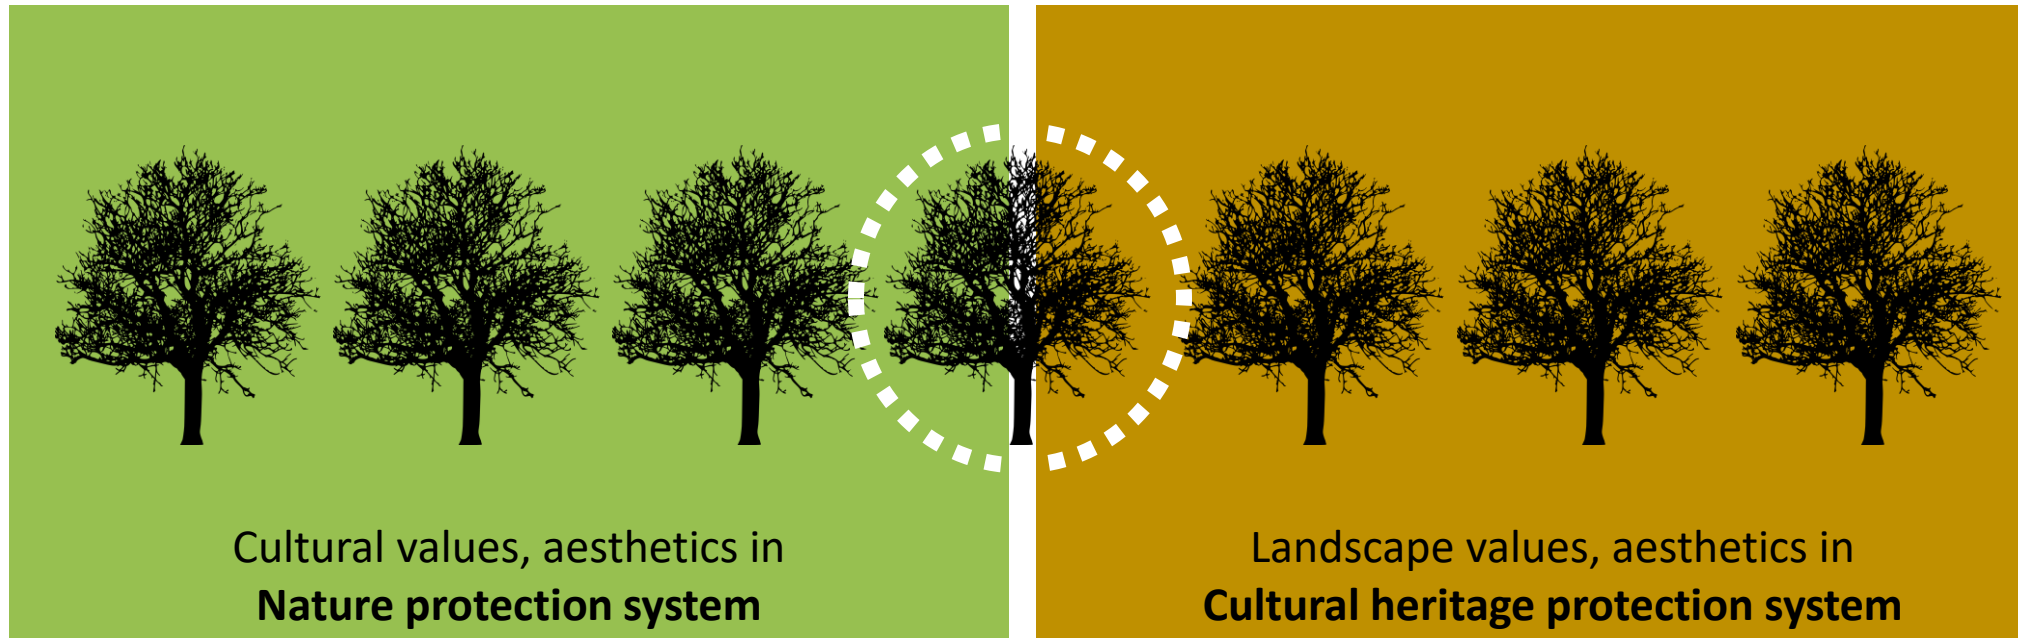 Cultural values, aesthetics in
Nature protection system
Landscape values, aesthetics in
Cultural heritage protection system